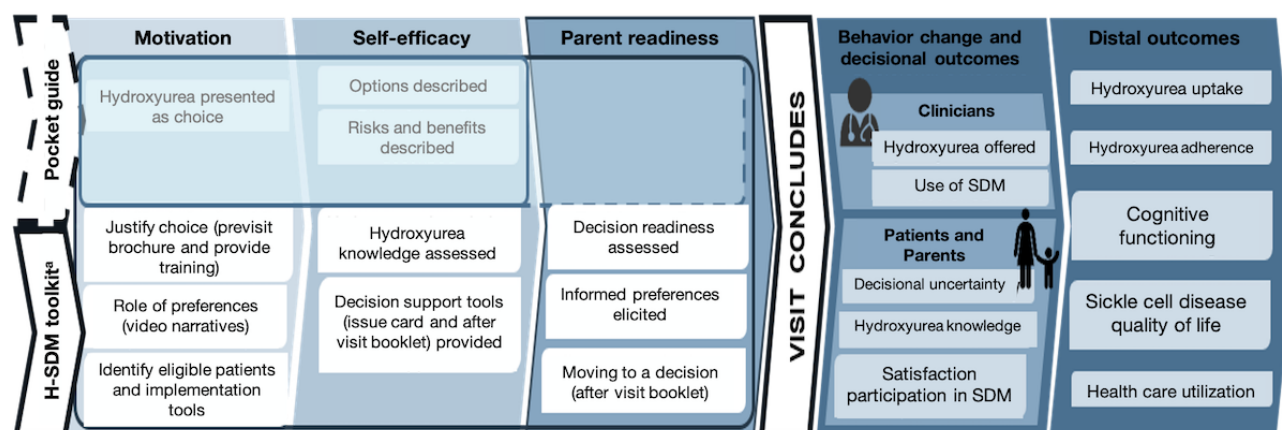 Motivation
Self-efficacy
Parent readiness
Behavior change and
decisional outcomes
Distal outcomes
Pocket guide
Hydroxyurea presented
as choice
Options described
Risks and benefits
described
H-SDM toolkitª
Justify choice (previsit
brochure and provide
training)
Role of preferences
(video narratives)
Identify eligible patients
and implementation
tools
Hydroxyurea
knowledge assessed
Decision support tools
(issue card and after
visit booklet) provided
Decision readiness
assessed
Informed preferences
elicited
Moving to a decision
(after visit booklet)
VISIT CONCLUDES
Clinicians
Hydroxyurea offered
Use of SDM
Patients and
Parents
Decisional uncertainty
Hydroxyurea knowledge
Satisfaction
participation in SDM
Hydroxyurea uptake
Hydroxyurea adherence
Cognitive
functioning
Sickle cell disease
quality of life
Health care utilization